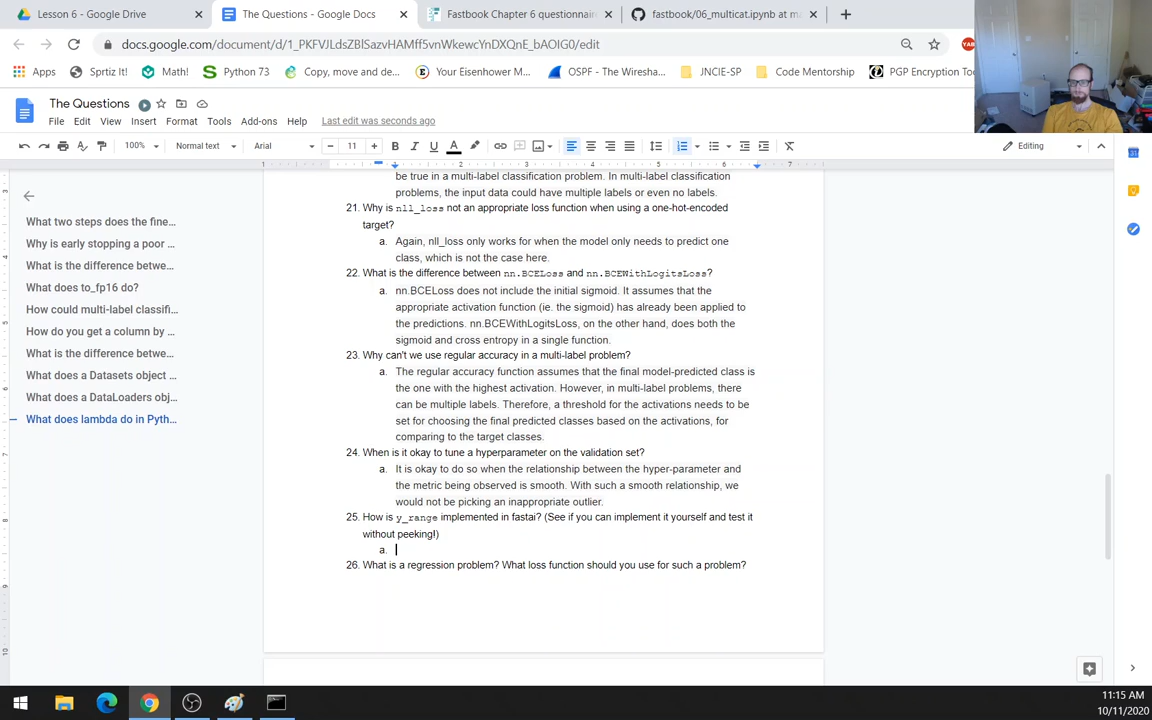 Lesson 6 - Google Drive
The Questions - Google Docs
Fastbook Chapter 6 questionnair
fastbook/06_multicat.ipynb at m
docs.google.com/document/d/1_PKFVJLdsZBlSazvHAMff5vnWkewcYnDXQnE_bAOIG0/edit
Apps
Sprtiz It!
Math!
Python 73
Copy, move and de...
Your Eisenhower M...
OSPF - The Wiresha...
JNCIE-SP
Code Mentorship
PGP Encryption To
The Questions
File Edit View Insert Format Tools Add-ons Help Last edit was seconds ago
100% Normal text Arial 11 Editing
What two steps does the fine...
Why is early stopping a poor ...
What is the difference betwe...
What does to_fp16 do?
How could multi-label classifi...
How do you get a column by ...
What is the difference betwe...
What does a Datasets object ...
What does a DataLoaders obj...
What does lambda do in Pyth...
be true in a multi-label classification problem. In multi-label classification
problems, the input data could have multiple labels or even no labels.
21. Why is nll_loss not an appropriate loss function when using a one-hot-encoded
target?
a. Again, nll_loss only works for when the model only needs to predict one
class, which is not the case here.
22. What is the difference between nn.BCELoss and nn.BCEWithLogitsLoss?
a. nn.BCELoss does not include the initial sigmoid. It assumes that the
appropriate activation function (ie. the sigmoid) has already been applied to
the predictions. nn.BCEWithLogitsLoss, on the other hand, does both the
sigmoid and cross entropy in a single function.
23. Why can't we use regular accuracy in a multi-label problem?
a. The regular accuracy function assumes that the final model-predicted class is
the one with the highest activation. However, in multi-label problems, there
can be multiple labels. Therefore, a threshold for the activations needs to be
set for choosing the final predicted classes based on the activations, for
comparing to the target classes.
24. When is it okay to tune a hyperparameter on the validation set?
a. It is okay to do so when the relationship between the hyper-parameter and
the metric being observed is smooth. With such a smooth relationship, we
would not be picking an inappropriate outlier.
25. How is y_range implemented in fastai? (See if you can implement it yourself and test it
without peeking!)
a.
26. What is a regression problem? What loss function should you use for such a problem?
11:15 AM
10/11/2020